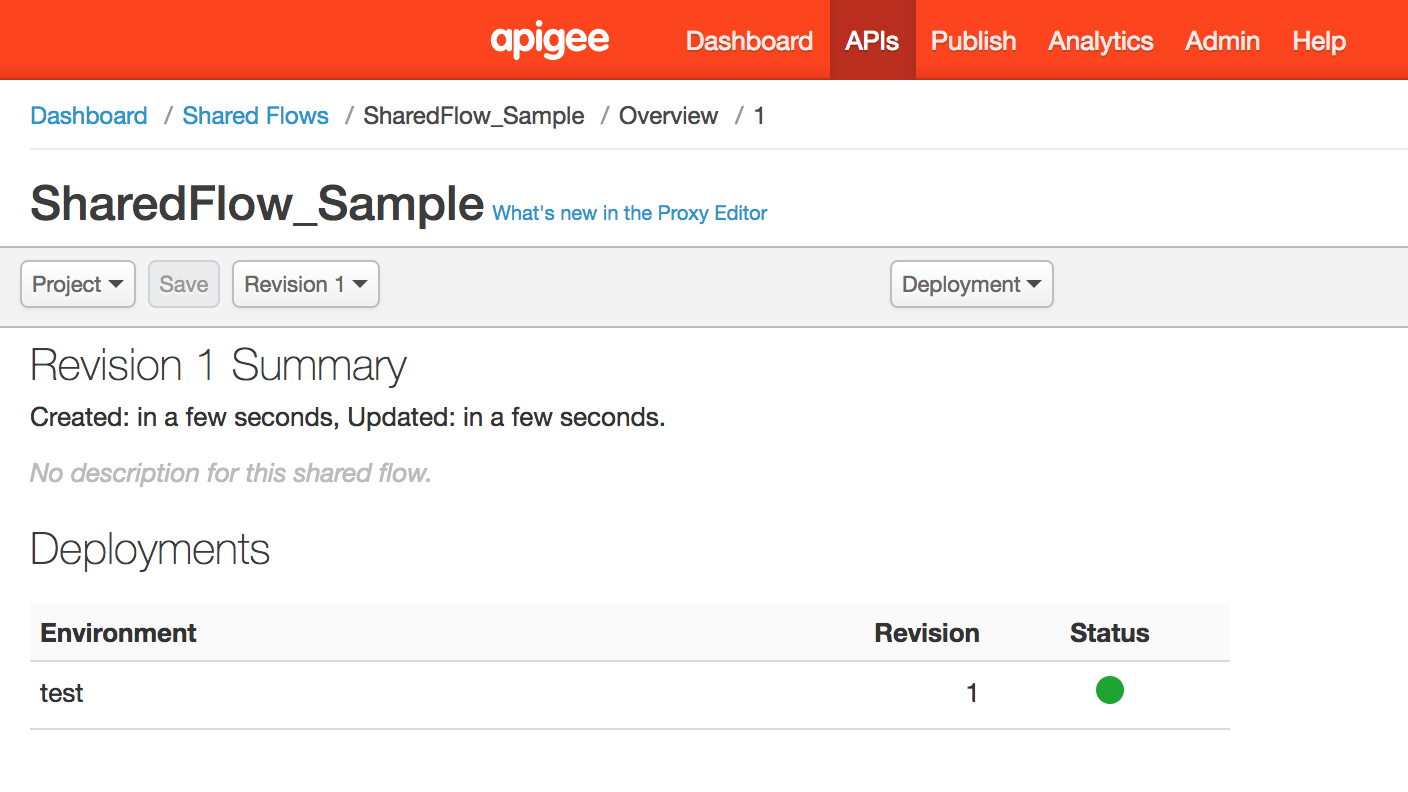 apigee Dashboard APIs Publish Analytics Admin Help
Dashboard / Shared Flows / SharedFlow_Sample / Overview / 1
SharedFlow_Sample What's new in the Proxy Editor
Project Save Revision 1 Deployment
Revision 1 Summary
Created: in a few seconds, Updated: in a few seconds.
No description for this shared flow.
Deployments
Environment Revision Status
test 1